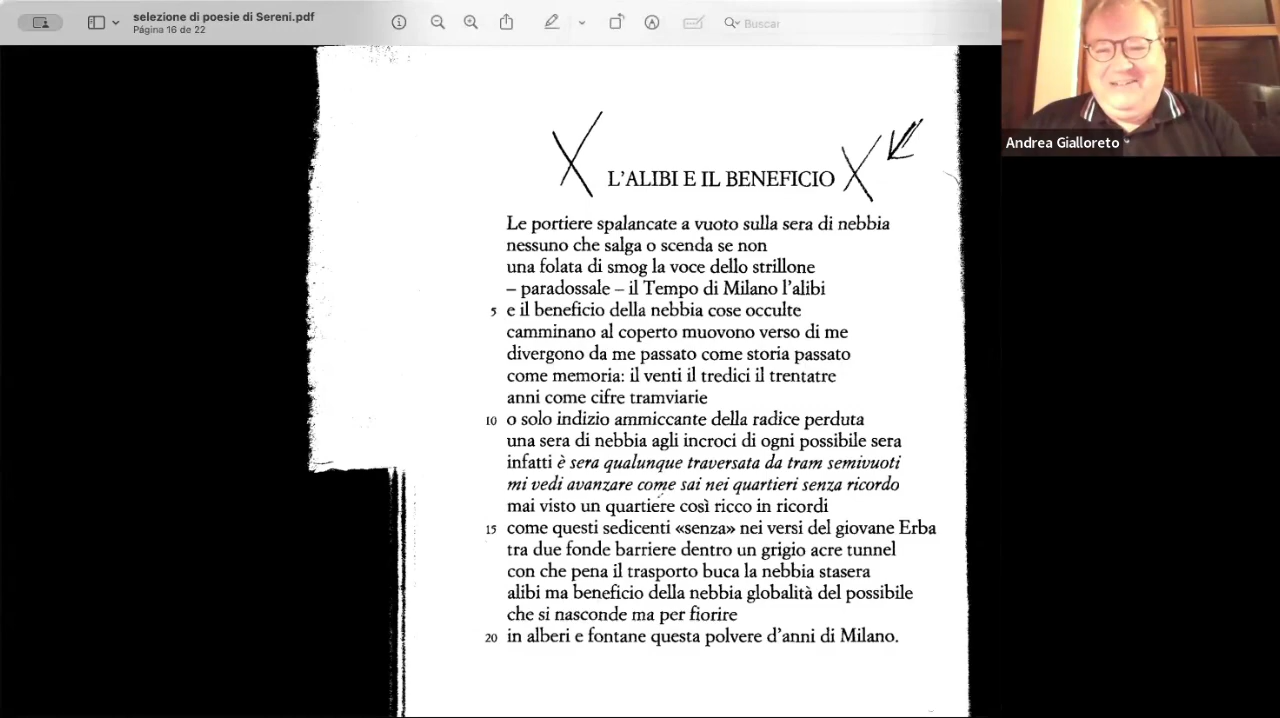 selezione di poesie di Sereni.pdf
Página 16 de 22
Buscar
Andrea Gialloreto
L'ALIBI E IL BENEFICIO
Le portiere spalancate a vuoto sulla sera di nebbia
nessuno che salga o scenda se non
una folata di smog la voce dello strillone
– paradossale – il Tempo di Milano l'alibi
5 e il beneficio della nebbia cose occulte
camminano al coperto muovono verso di me
divergono da me passato come storia passato
come memoria: il venti il tredici il trentatre
anni come cifre tramviarie
10 o solo indizio ammiccante della radice perduta
una sera di nebbia agli incroci di ogni possibile sera
infatti è sera qualunque traversata da tram semivuoti
mi vedi avanzare come sai nei quartieri senza ricordo
mai visto un quartiere così ricco in ricordi
15 come questi sedicenti «senza» nei versi del giovane Erba
tra due fonde barriere dentro un grigio acre tunnel
con che pena il trasporto buca la nebbia stasera
alibi ma beneficio della nebbia globalità del possibile
che si nasconde ma per fiorire
20 in alberi e fontane questa polvere d'anni di Milano.